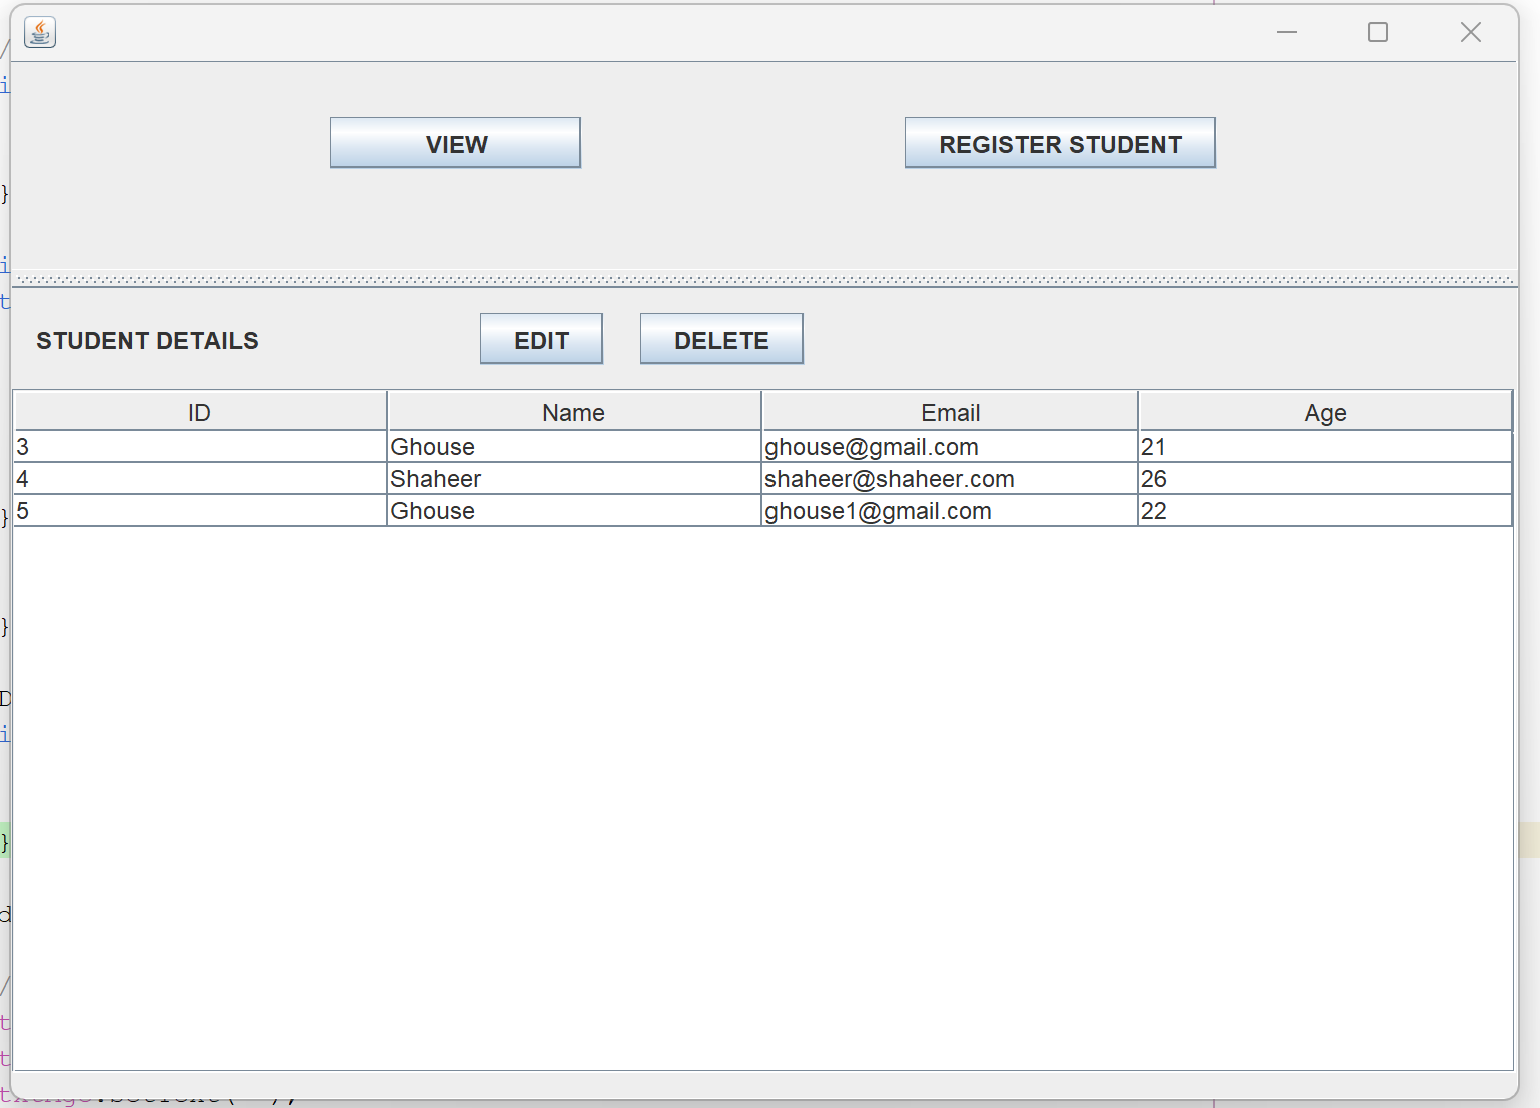 VIEW
REGISTER STUDENT
STUDENT DETAILS
EDIT
DELETE
ID Name Email Age
3 Ghouse ghouse@gmail.com 21
4 Shaheer shaheer@shaheer.com 26
5 Ghouse ghouse1@gmail.com 22